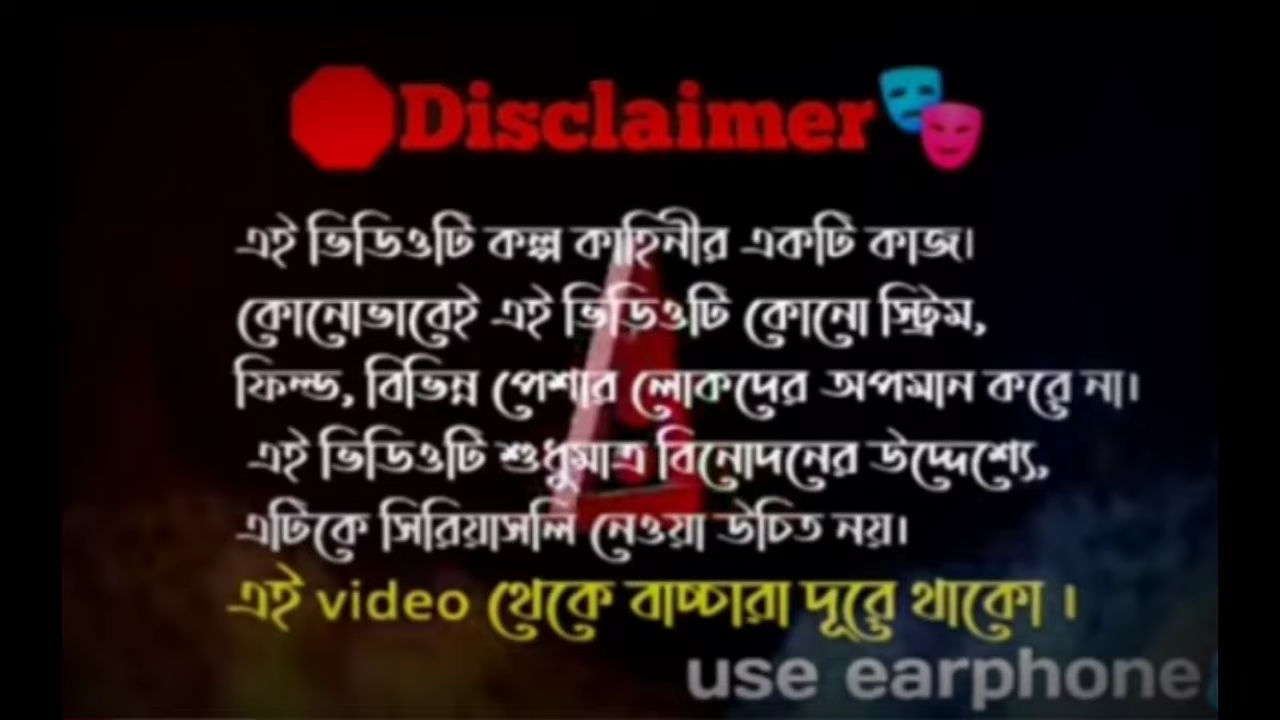 Disclaimer
এই ভিডিওটি কল্প কাহিনীর একটি কাজ।
কোনোভাবেই এই ভিডিওটি কোনো স্ট্রিম,
ফিল্ড, বিভিন্ন পেশার লোকদের অপমান করে না।
এই ভিডিওটি শুধুমাত্র বিনোদনের উদ্দেশ্যে,
এটিকে সিরিয়াসলি নেওয়া উচিত নয়।
এই video থেকে বাচ্চারা দূরে থাকো ।
use earphone